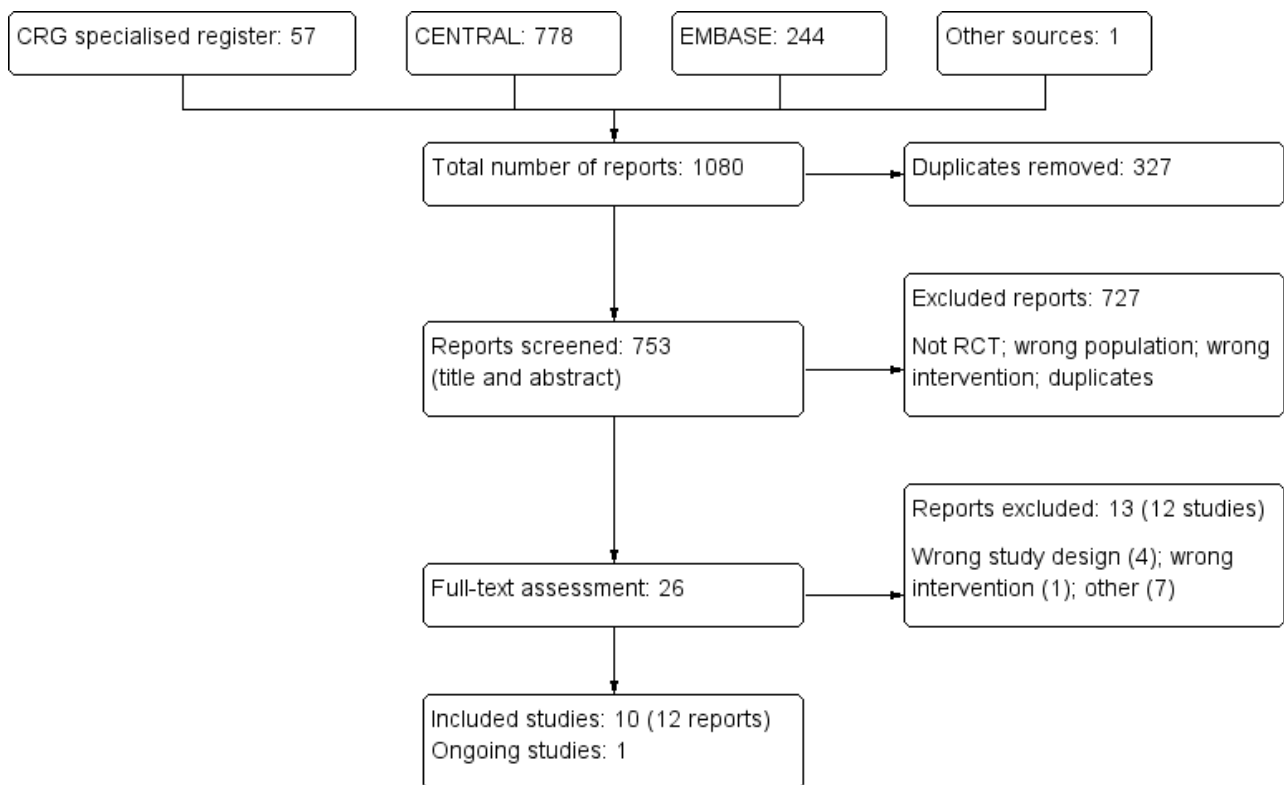 CRG specialised register: 57
CENTRAL: 778
EMBASE: 244
Other sources: 1
Total number of reports: 1080
Duplicates removed: 327
Reports screened: 753
(title and abstract)
Excluded reports: 727
Not RCT; wrong population; wrong
intervention; duplicates
Full-text assessment: 26
Reports excluded: 13 (12 studies)
Wrong study design (4); wrong
intervention (1); other (7)
Included studies: 10 (12 reports)
Ongoing studies: 1